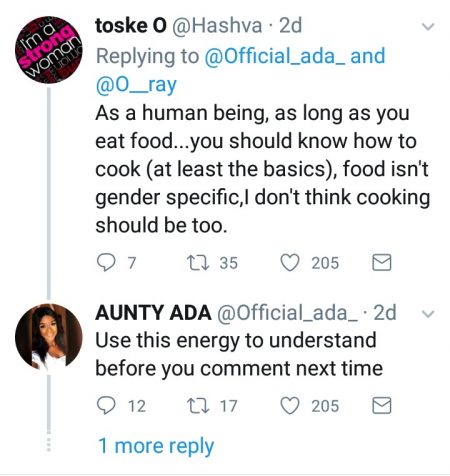 I'm a
strong
woman
toske O @Hashva · 2d
Replying to @Official_ada_ and
@O__ray
As a human being, as long as you
eat food...you should know how to
cook (at least the basics), food isn't
gender specific,I don't think cooking
should be too.
7 35 205
AUNTY ADA @Official_ada_ · 2d
Use this energy to understand
before you comment next time
12 17 205
1 more reply